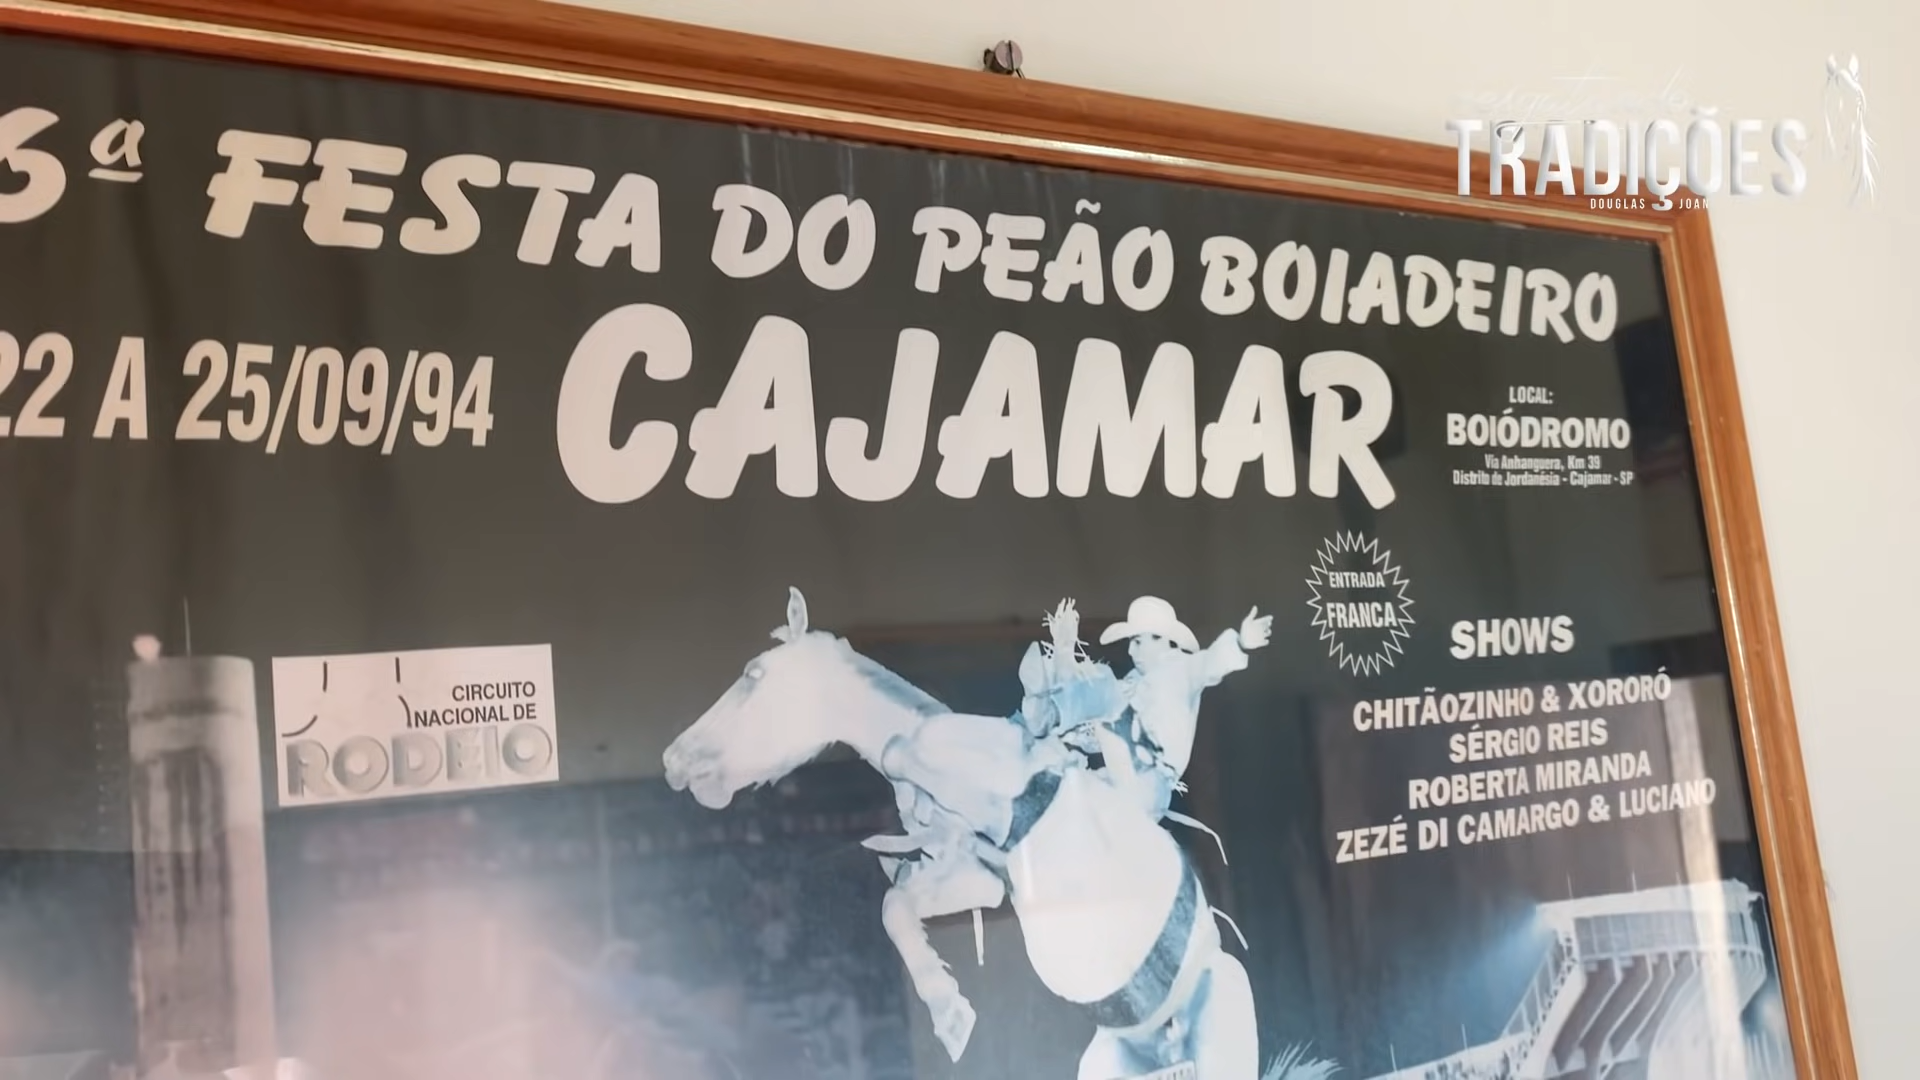 TRADIÇÕES
DOUGLAS JOAN
6ª FESTA DO PEÃO BOIADEIRO
22 A 25/09/94 CAJAMAR
LOCAL:
BOIÓDROMO
Via Anhanguera, Km 39
Distrito de Jordanésia - Cajamar - SP
ENTRADA
FRANCA
SHOWS
CHITÃOZINHO & XORORÓ
SÉRGIO REIS
ROBERTA MIRANDA
ZEZÉ DI CAMARGO & LUCIANO
CIRCUITO
NACIONAL DE
RODEIO